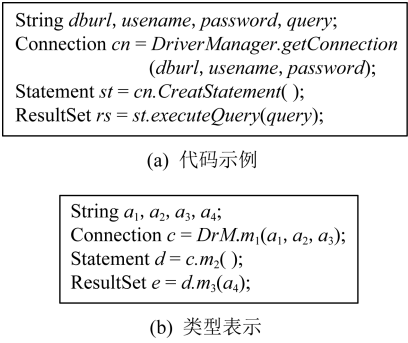 String dburl, usename, password, query;
Connection cn = DriverManager.getConnection
(dburl, usename, password);
Statement st = cn.CreatStatement( );
ResultSet rs = st.executeQuery(query);
(a) 代码示例
String a₁, a₂, a₃, a₄;
Connection c = DrM.m₁(a₁, a₂, a₃);
Statement d = c.m₂( );
ResultSet e = d.m₃(a₄);
(b) 类型表示